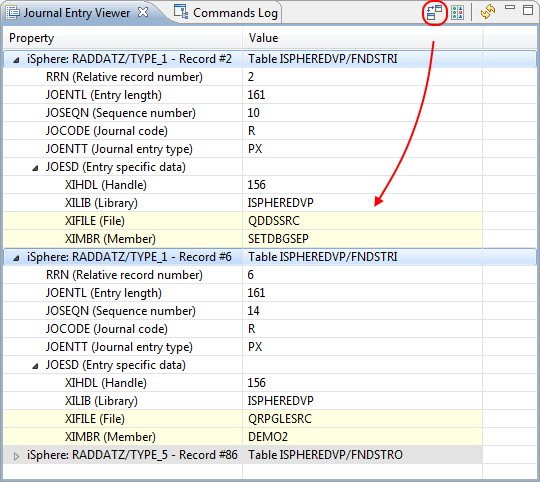 Journal Entry Viewer Commands Log
Property Value
iSphere: RADDATZ/TYPE_1 - Record #2 Table ISPHEREDVP/FNDSTRI
RRN (Relative record number) 2
JOENTL (Entry length) 161
JOSEQN (Sequence number) 10
JOCODE (Journal code) R
JOENTT (Journal entry type) PX
JOESD (Entry specific data)
XIHDL (Handle) 156
XILIB (Library) ISPHEREDVP
XIFILE (File) QDDSSRC
XIMBR (Member) SETDBGSEP
iSphere: RADDATZ/TYPE_1 - Record #6 Table ISPHEREDVP/FNDSTRI
RRN (Relative record number) 6
JOENTL (Entry length) 161
JOSEQN (Sequence number) 14
JOCODE (Journal code) R
JOENTT (Journal entry type) PX
JOESD (Entry specific data)
XIHDL (Handle) 156
XILIB (Library) ISPHEREDVP
XIFILE (File) QRPGLESRC
XIMBR (Member) DEMO2
iSphere: RADDATZ/TYPE_5 - Record #86 Table ISPHEREDVP/FNDSTRO